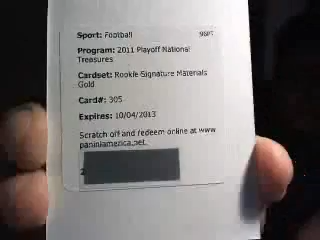 Sport: Football
Program: 2011 Playoff National
Treasures
Cardset: Rookie Signature Materials
Gold
Card#: 305
Expires: 10/04/2013
Scratch off and redeem online at www
paniniamerica.net.